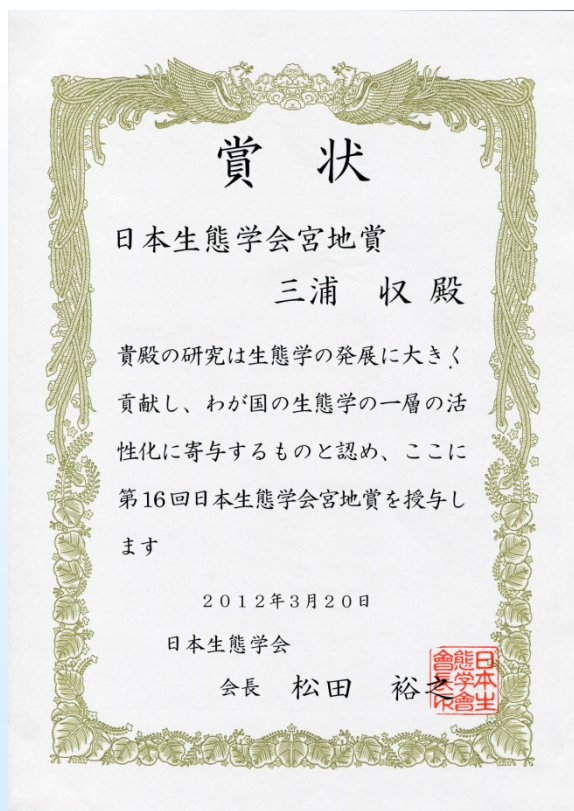 賞状
日本生態学会宮地賞
三浦 収 殿
貴殿の研究は生態学の発展に大きく
貢献し、わが国の生態学の一層の活
性化に寄与するものと認め、ここに
第16回日本生態学会宮地賞を授与し
ます
2012年3月20日
日本生態学会
会長 松田 裕之
日本生
態学會
會長印